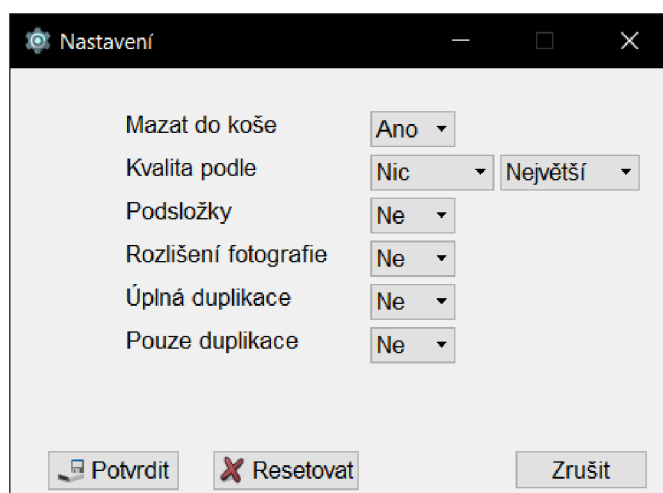 Nastavení
Mazat do koše Ano
Kvalita podle Nic Největší
Podsložky Ne
Rozlišení fotografie Ne
Úplná duplikace Ne
Pouze duplikace Ne
Potvrdit Resetovat Zrušit